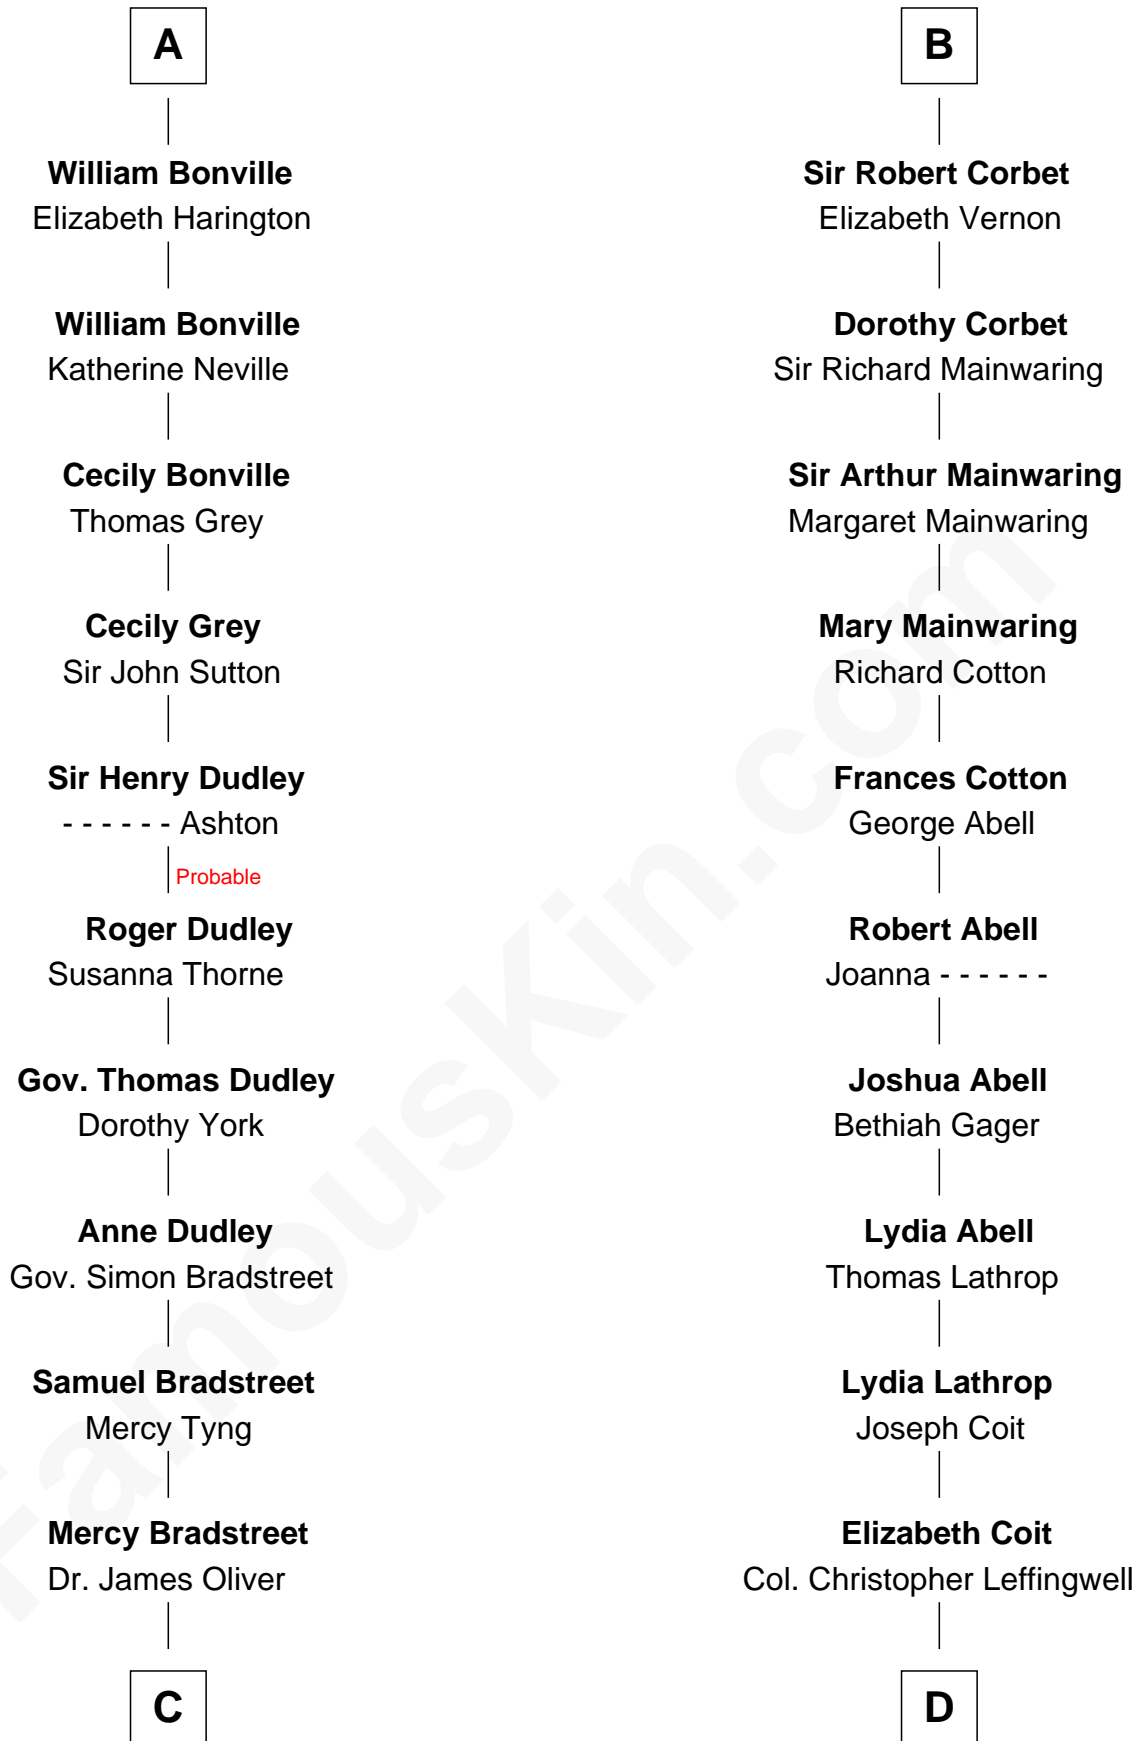 A
William Bonville
Elizabeth Harington
William Bonville
Katherine Neville
Cecily Bonville
Thomas Grey
Cecily Grey
Sir John Sutton
Sir Henry Dudley
- - - - - - Ashton
Probable
Roger Dudley
Susanna Thorne
Gov. Thomas Dudley
Dorothy York
Anne Dudley
Gov. Simon Bradstreet
Samuel Bradstreet
Mercy Tyng
Mercy Bradstreet
Dr. James Oliver
C
B
Sir Robert Corbet
Elizabeth Vernon
Dorothy Corbet
Sir Richard Mainwaring
Sir Arthur Mainwaring
Margaret Mainwaring
Mary Mainwaring
Richard Cotton
Frances Cotton
George Abell
Robert Abell
Joanna - - - - - -
Joshua Abell
Bethiah Gager
Lydia Abell
Thomas Lathrop
Lydia Lathrop
Joseph Coit
Elizabeth Coit
Col. Christopher Leffingwell
D
FamousKin.com